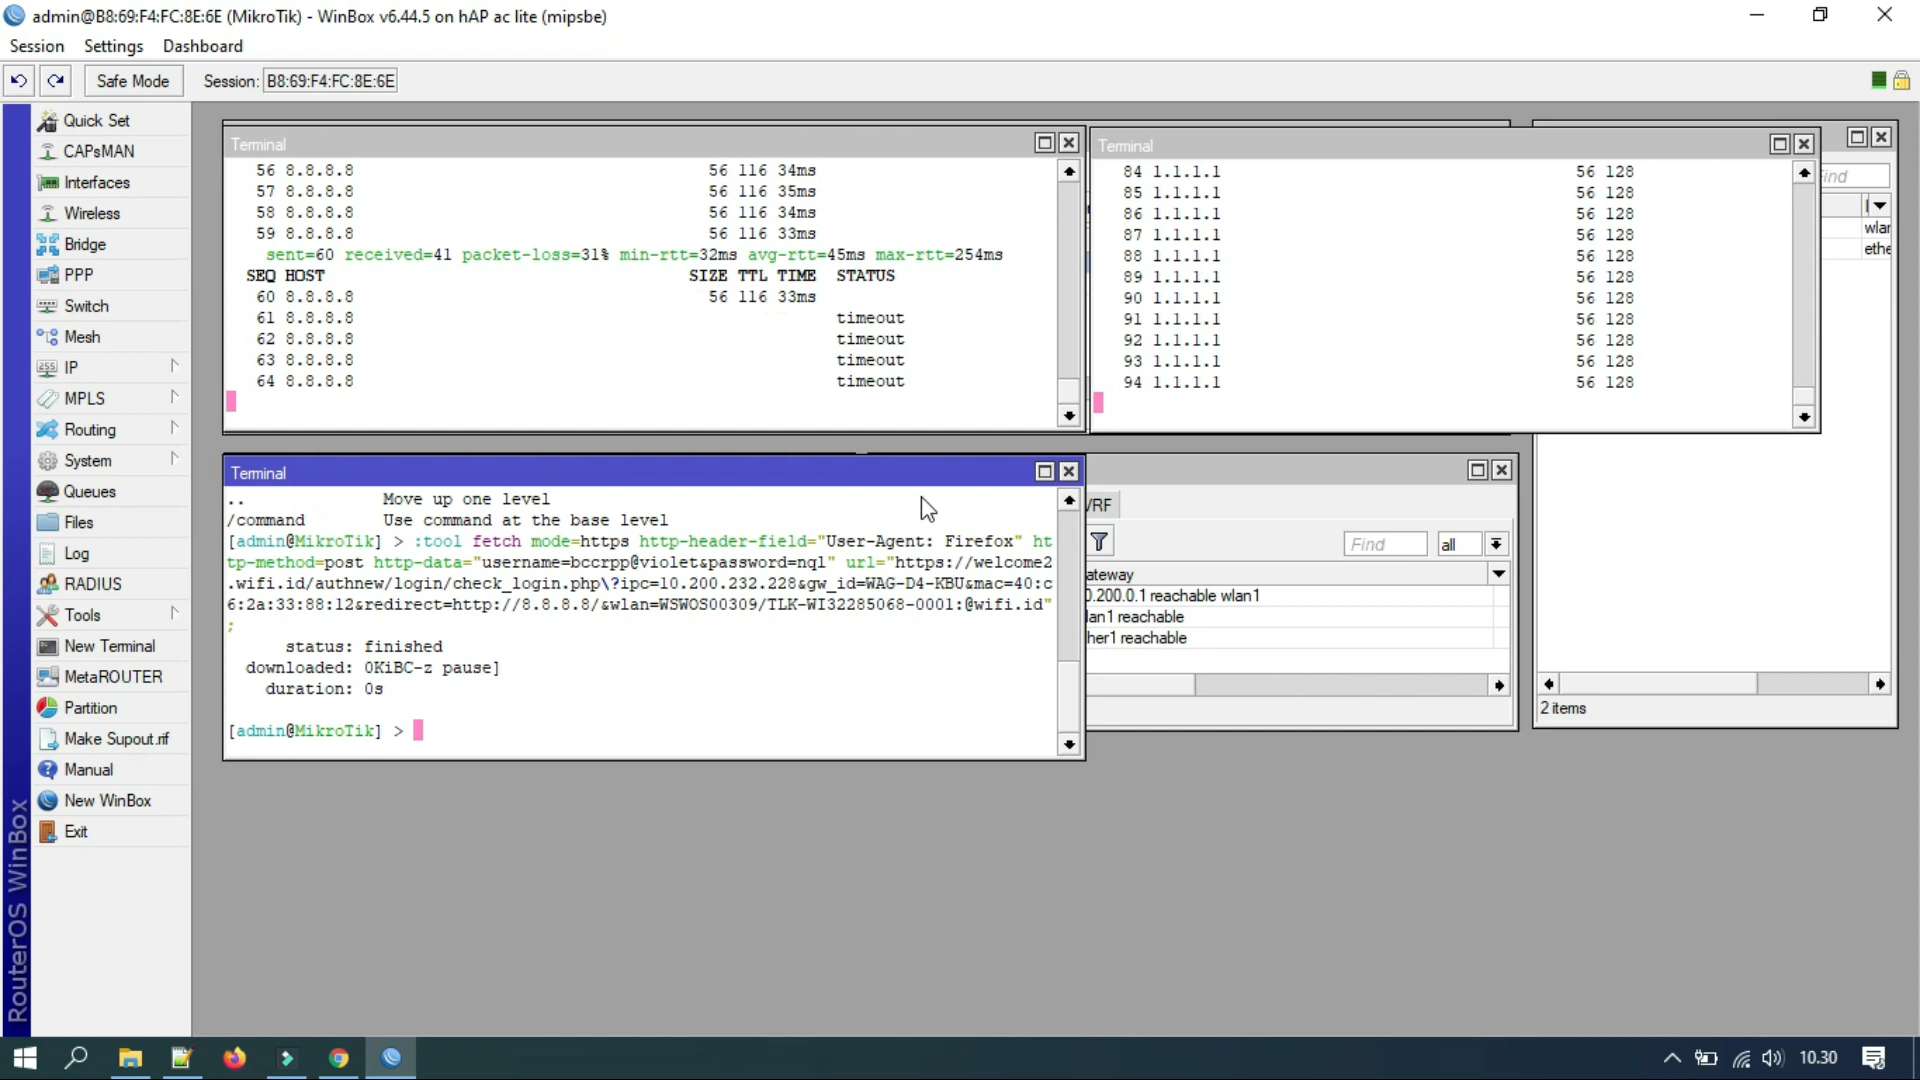 admin@B8:69:F4:FC:8E:6E (MikroTik) - WinBox v6.44.5 on hAP ac lite (mipsbe)
Session Settings Dashboard
Safe Mode Session: B8:69:F4:FC:8E:6E
Quick Set
CAPsMAN
Interfaces
Wireless
Bridge
PPP
Switch
Mesh
IP
MPLS
Routing
System
Queues
Files
Log
RADIUS
Tools
New Terminal
MetaROUTER
Partition
Make Supout.rif
Manual
New WinBox
Exit
RouterOS WinBox
Terminal
56 8.8.8.8 56 116 34ms
57 8.8.8.8 56 116 35ms
58 8.8.8.8 56 116 34ms
59 8.8.8.8 56 116 33ms
sent=60 received=41 packet-loss=31% min-rtt=32ms avg-rtt=45ms max-rtt=254ms
SEQ HOST SIZE TTL TIME STATUS
60 8.8.8.8 56 116 33ms
61 8.8.8.8 timeout
62 8.8.8.8 timeout
63 8.8.8.8 timeout
64 8.8.8.8 timeout
Terminal
84 1.1.1.1 56 128
85 1.1.1.1 56 128
86 1.1.1.1 56 128
87 1.1.1.1 56 128
88 1.1.1.1 56 128
89 1.1.1.1 56 128
90 1.1.1.1 56 128
91 1.1.1.1 56 128
92 1.1.1.1 56 128
93 1.1.1.1 56 128
94 1.1.1.1 56 128
ind
wlar
ethe
2 items
Terminal
.. Move up one level
/command Use command at the base level
[admin@MikroTik] > :tool fetch mode=https http-header-field="User-Agent: Firefox" ht
tp-method=post http-data="username=bccrpp@violet&password=nql" url="https://welcome2
.wifi.id/authnew/login/check_login.php\?ipc=10.200.232.228&gw_id=WAG-D4-KBU&mac=40:c
6:2a:33:88:12&redirect=http://8.8.8.8/&wlan=WSWOS00309/TLK-WI32285068-0001:@wifi.id"
;
status: finished
downloaded: 0KiBC-z pause]
duration: 0s
[admin@MikroTik] >
VRF
Find all
ateway
0.200.0.1 reachable wlan1
lan1 reachable
her1 reachable
10.30